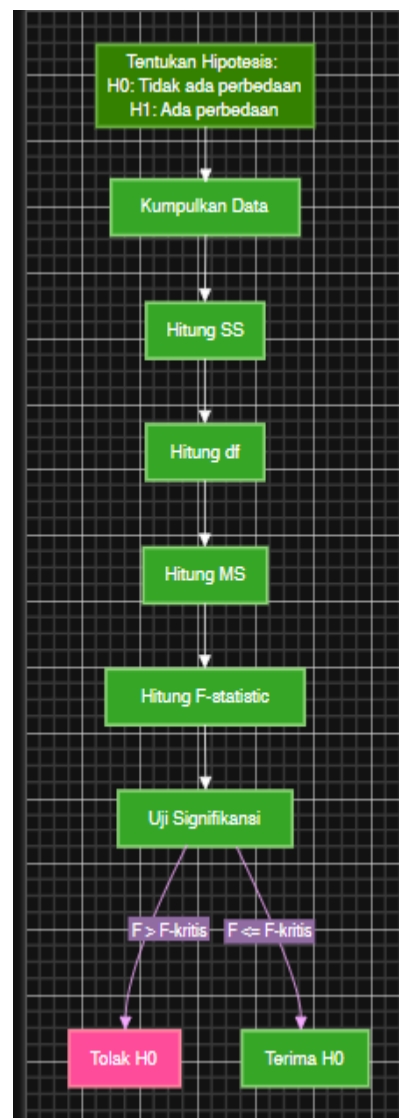 Tentukan Hipotesis:
H0: Tidak ada perbedaan
H1: Ada perbedaan
Kumpulkan Data
Hitung SS
Hitung df
Hitung MS
Hitung F-statistic
Uji Signifikansi
F > F-kritis
F <= F-kritis
Tolak H0
Terima H0